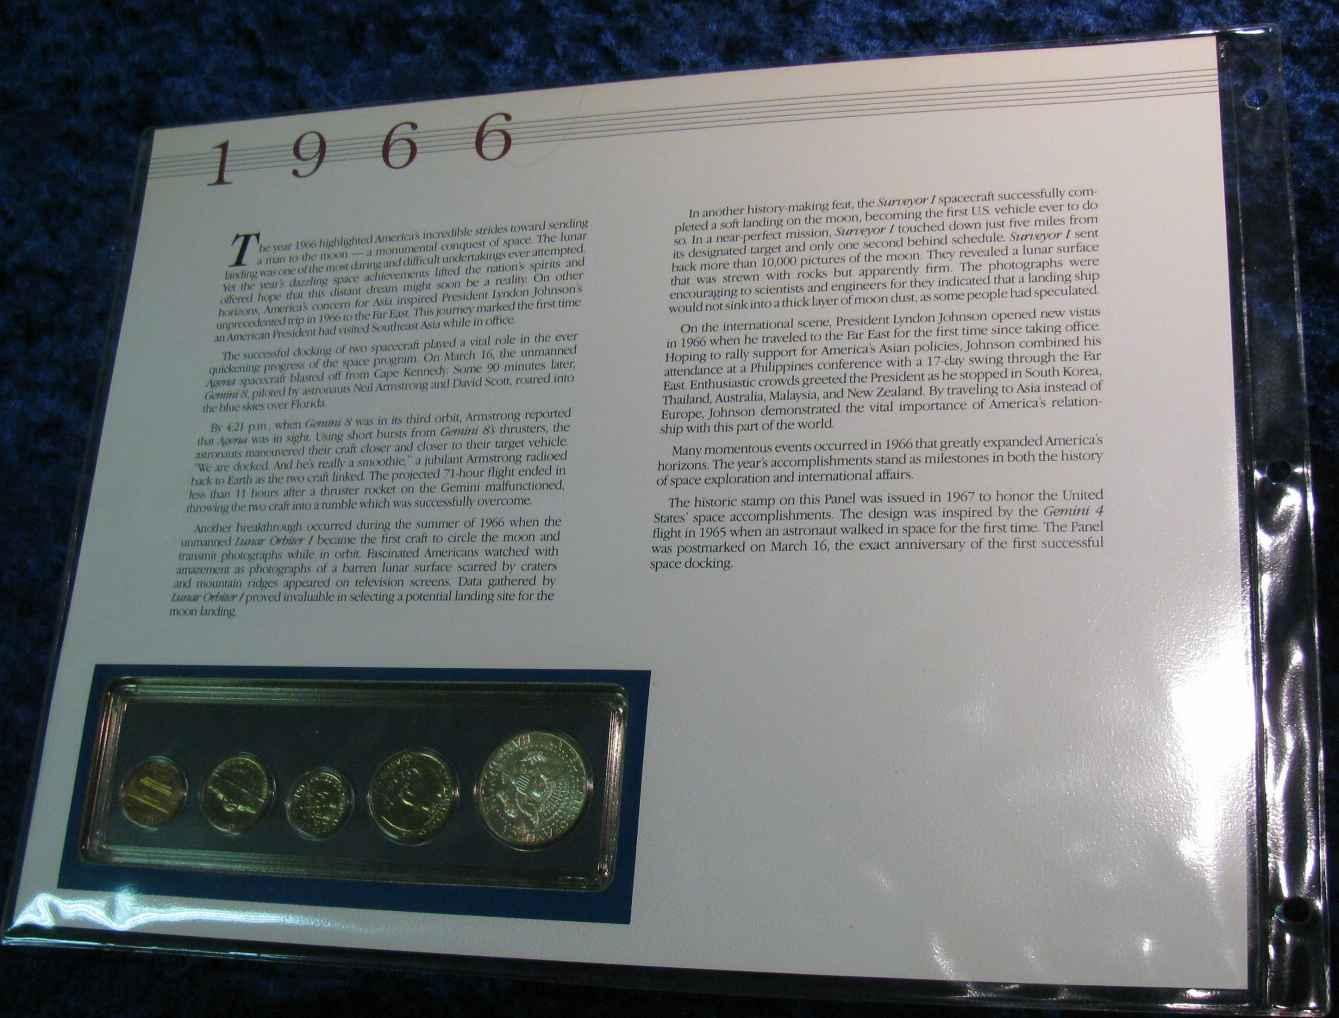 1966
The year 1966 highlighted America's incredible strides toward sending
a man to the moon — a monumental conquest of space. The lunar
landing was one of the most daring and difficult undertakings ever attempted.
Yet the year's dazzling space achievements lifted the nation's spirits and
offered hope that this distant dream might soon be a reality. On other
horizons, America's concern for Asia inspired President Lyndon Johnson's
unprecedented trip in 1966 to the Far East. This journey marked the first time
an American President had visited Southeast Asia while in office.
The successful docking of two spacecraft played a vital role in the ever
quickening progress of the space program. On March 16, the unmanned
Agena spacecraft blasted off from Cape Kennedy. Some 90 minutes later,
Gemini 8, piloted by astronauts Neil Armstrong and David Scott, roared into
the blue skies over Florida.
By 4:21 p.m., when Gemini 8 was in its third orbit, Armstrong reported
that Agena was in sight. Using short bursts from Gemini 8's thrusters, the
astronauts maneuvered their craft closer and closer to their target vehicle.
"We are docked. And he's really a smoothie," a jubilant Armstrong radioed
back to Earth as the two craft linked. The projected 71-hour flight ended in
less than 11 hours after a thruster rocket on the Gemini malfunctioned,
throwing the two craft into a tumble which was successfully overcome.
Another breakthrough occurred during the summer of 1966 when the
unmanned Lunar Orbiter I became the first craft to circle the moon and
transmit photographs while in orbit. Fascinated Americans watched with
amazement as photographs of a barren lunar surface scarred by craters
and mountain ridges appeared on television screens. Data gathered by
Lunar Orbiter I proved invaluable in selecting a potential landing site for the
moon landing.
In another history-making feat, the Surveyor I spacecraft successfully com-
pleted a soft landing on the moon, becoming the first U.S. vehicle ever to do
so. In a near-perfect mission, Surveyor I touched down just five miles from
its designated target and only one second behind schedule. Surveyor I sent
back more than 10,000 pictures of the moon. They revealed a lunar surface
that was strewn with rocks but apparently firm. The photographs were
encouraging to scientists and engineers for they indicated that a landing ship
would not sink into a thick layer of moon dust, as some people had speculated.
On the international scene, President Lyndon Johnson opened new vistas
in 1966 when he traveled to the Far East for the first time since taking office.
Hoping to rally support for America's Asian policies, Johnson combined his
attendance at a Philippines conference with a 17-day swing through the Far
East. Enthusiastic crowds greeted the President as he stopped in South Korea,
Thailand, Australia, Malaysia, and New Zealand. By traveling to Asia instead of
Europe, Johnson demonstrated the vital importance of America's relation-
ship with this part of the world.
Many momentous events occurred in 1966 that greatly expanded America's
horizons. The year's accomplishments stand as milestones in both the history
of space exploration and international affairs.
The historic stamp on this Panel was issued in 1967 to honor the United
States' space accomplishments. The design was inspired by the Gemini 4
flight in 1965 when an astronaut walked in space for the first time. The Panel
was postmarked on March 16, the exact anniversary of the first successful
space docking.